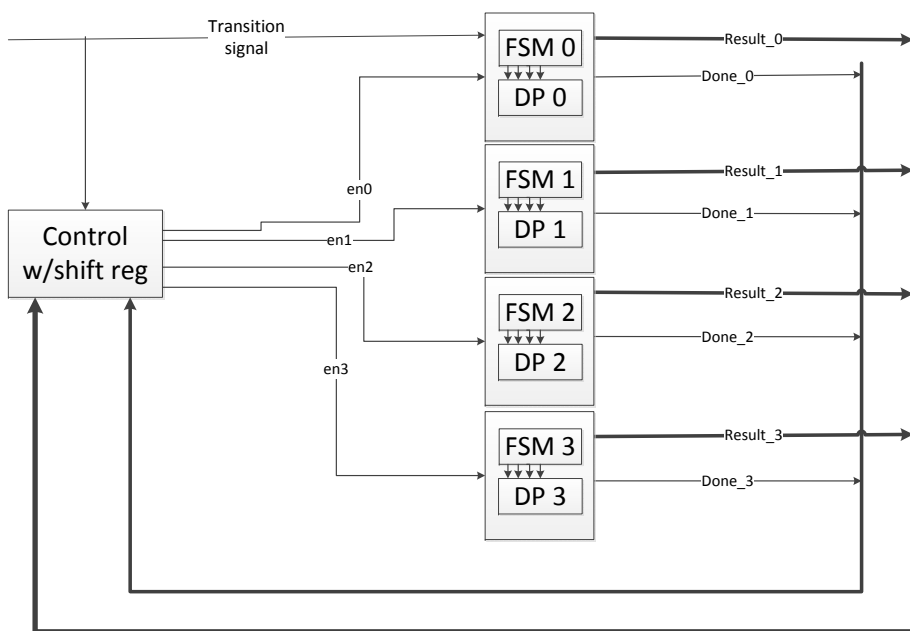 Transition
signal
FSM 0
DP 0
Result_0
Done_0
FSM 1
DP 1
Result_1
Done_1
en0
en1
en2
en3
Control
w/shift reg
FSM 2
DP 2
Result_2
Done_2
FSM 3
DP 3
Result_3
Done_3